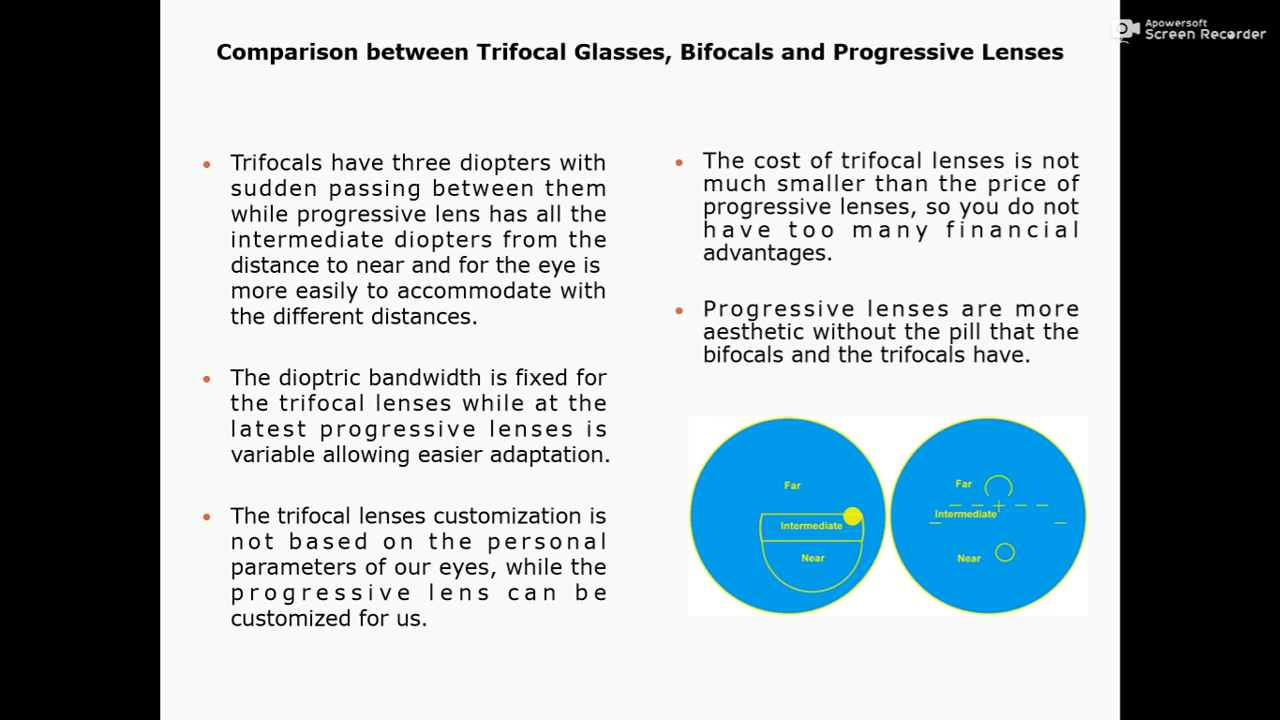 Apowersoft
Screen Recorder
Comparison between Trifocal Glasses, Bifocals and Progressive Lenses
• Trifocals have three diopters with
sudden passing between them
while progressive lens has all the
intermediate diopters from the
distance to near and for the eye is
more easily to accommodate with
the different distances.
• The dioptric bandwidth is fixed for
the trifocal lenses while at the
latest progressive lenses is
variable allowing easier adaptation.
• The trifocal lenses customization is
not based on the personal
parameters of our eyes, while the
progressive lens can be
customized for us.
• The cost of trifocal lenses is not
much smaller than the price of
progressive lenses, so you do not
have too many financial
advantages.
• Progressive lenses are more
aesthetic without the pill that the
bifocals and the trifocals have.
Far
Intermediate
Near
Far
Intermediate
Near